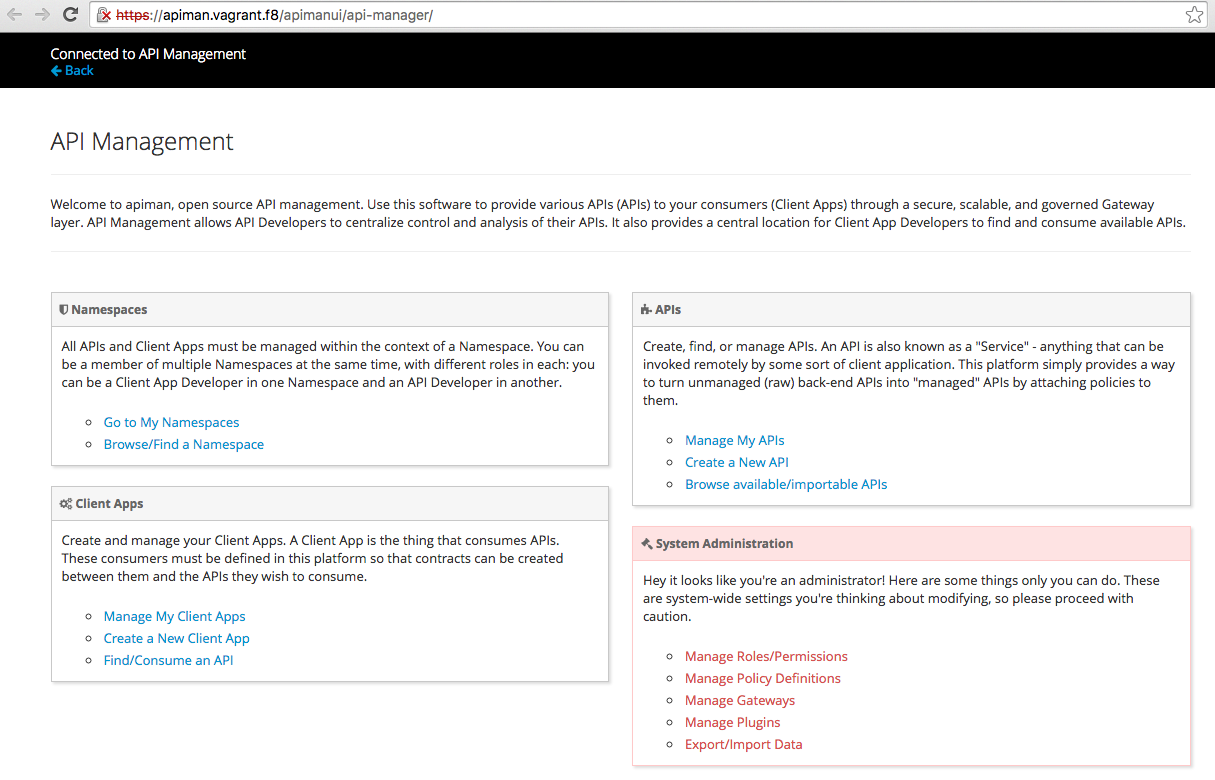 https://apiman.vagrant.f8/apimanui/api-manager/
Connected to API Management
Back
API Management
Welcome to apiman, open source API management. Use this software to provide various APIs (APIs) to your consumers (Client Apps) through a secure, scalable, and governed Gateway
layer. API Management allows API Developers to centralize control and analysis of their APIs. It also provides a central location for Client App Developers to find and consume available APIs.
Namespaces
All APIs and Client Apps must be managed within the context of a Namespace. You can
be a member of multiple Namespaces at the same time, with different roles in each: you
can be a Client App Developer in one Namespace and an API Developer in another.
Go to My Namespaces
Browse/Find a Namespace
Client Apps
Create and manage your Client Apps. A Client App is the thing that consumes APIs.
These consumers must be defined in this platform so that contracts can be created
between them and the APIs they wish to consume.
Manage My Client Apps
Create a New Client App
Find/Consume an API
APIs
Create, find, or manage APIs. An API is also known as a "Service" - anything that can be
invoked remotely by some sort of client application. This platform simply provides a way
to turn unmanaged (raw) back-end APIs into "managed" APIs by attaching policies to
them.
Manage My APIs
Create a New API
Browse available/importable APIs
System Administration
Hey it looks like you're an administrator! Here are some things only you can do. These
are system-wide settings you're thinking about modifying, so please proceed with
caution.
Manage Roles/Permissions
Manage Policy Definitions
Manage Gateways
Manage Plugins
Export/Import Data